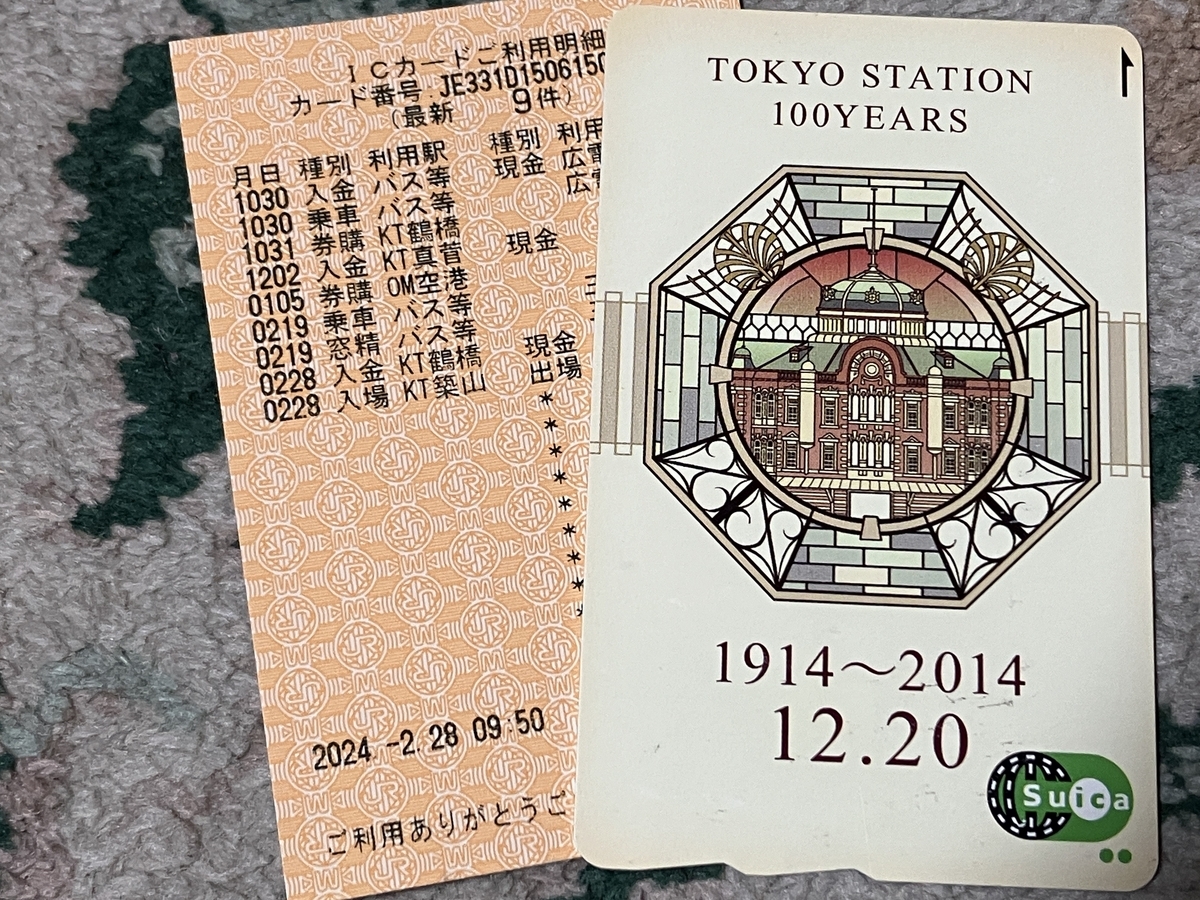 ICカードご利用明細
カード番号:JE331D1506150
(最新 9件)
月日 種別 利用駅 種別 利用
1030 入金 バス等 現金 広電
1030 乗車 バス等 広
1031 券購 KT鶴橋
1202 入金 KT真菅 現金
0105 券購 OM空港
0219 乗車 バス等
0219 窓精 バス等
0228 入金 KT鶴橋 現金
0228 入場 KT築山 出場
*
*
*
*
*
*
*
*
*
2024.-2.28 09:50
ご利用ありがとうご
TOKYO STATION
100YEARS
1914～2014
12.20
Suica